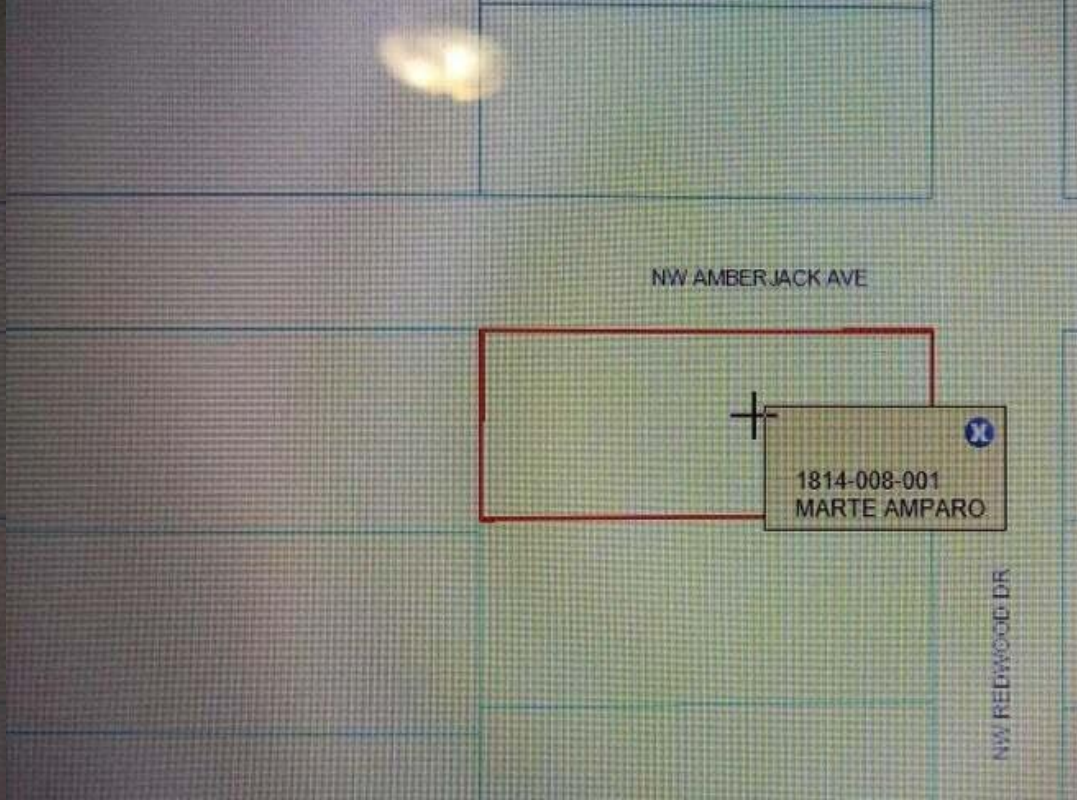 NW AMBERJACK AVE
X
1814-008-001
MARTE AMPARO
NW REDWOOD DR